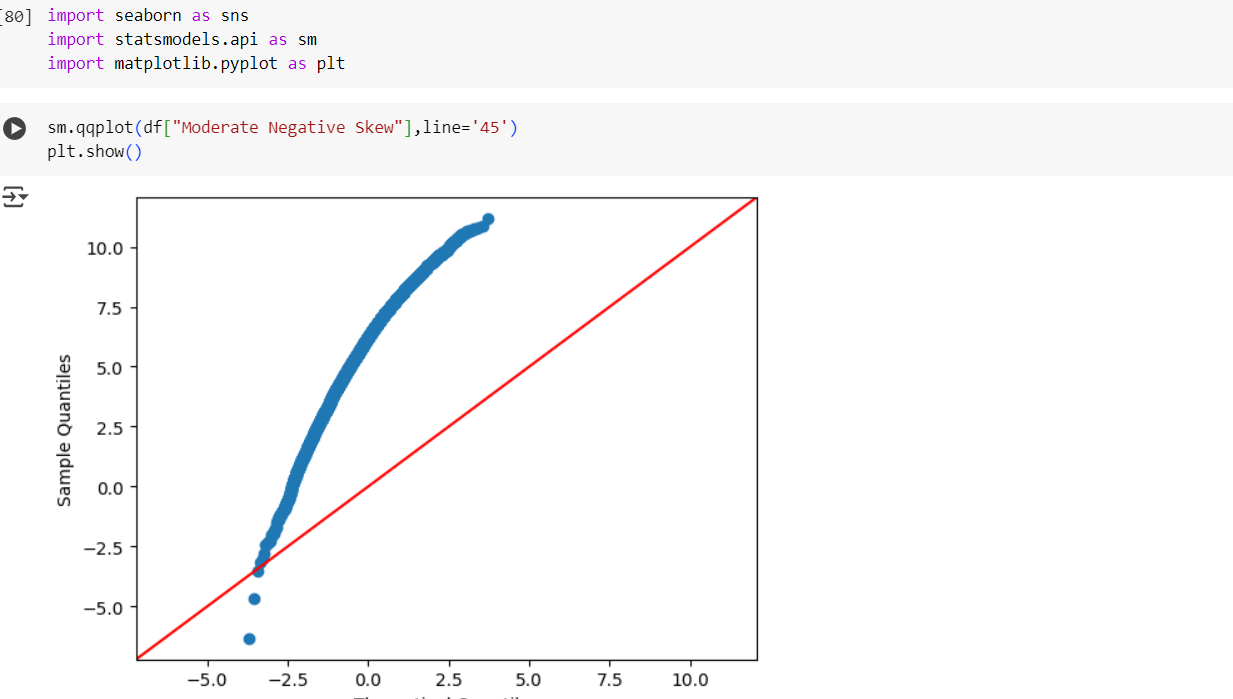 [80] import seaborn as sns
import statsmodels.api as sm
import matplotlib.pyplot as plt
sm.qqplot(df["Moderate Negative Skew"],line='45')
plt.show()
10.0
7.5
5.0
2.5
0.0
−2.5
−5.0
Sample Quantiles
−5.0 −2.5 0.0 2.5 5.0 7.5 10.0